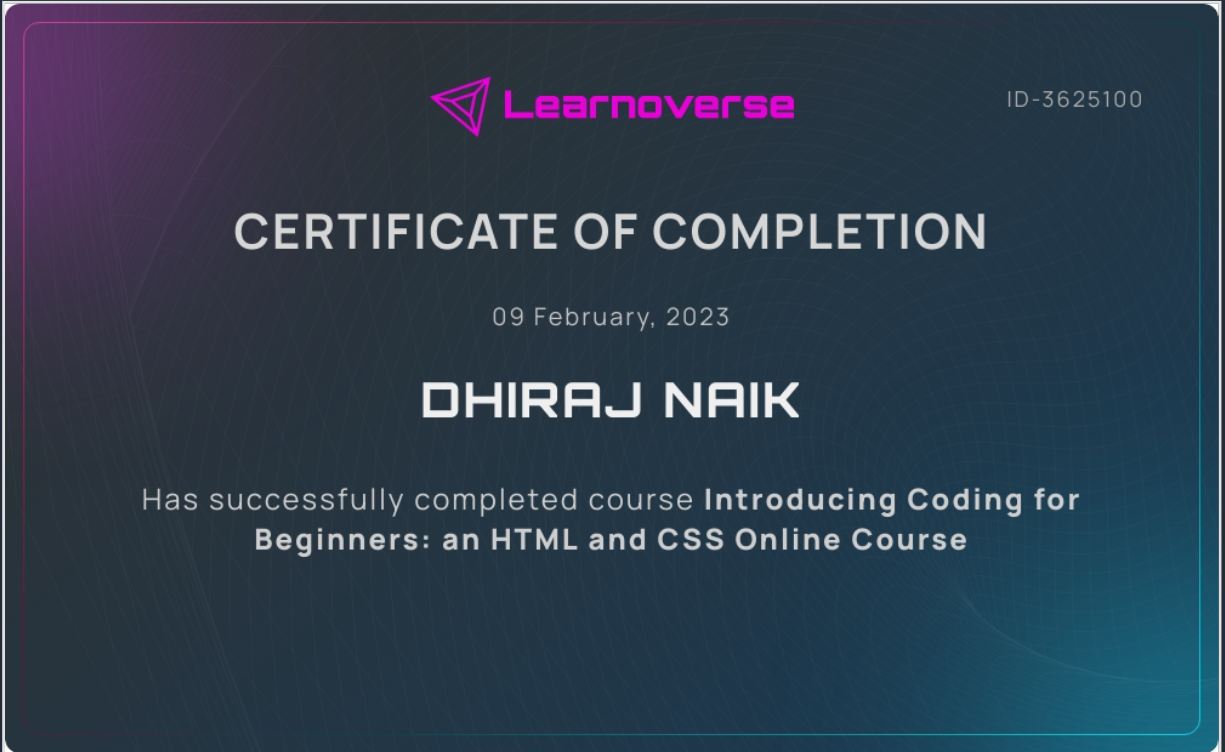 Learnoverse
ID-3625100
CERTIFICATE OF COMPLETION
09 February, 2023
DHIRAJ NAIK
Has successfully completed course Introducing Coding for
Beginners: an HTML and CSS Online Course